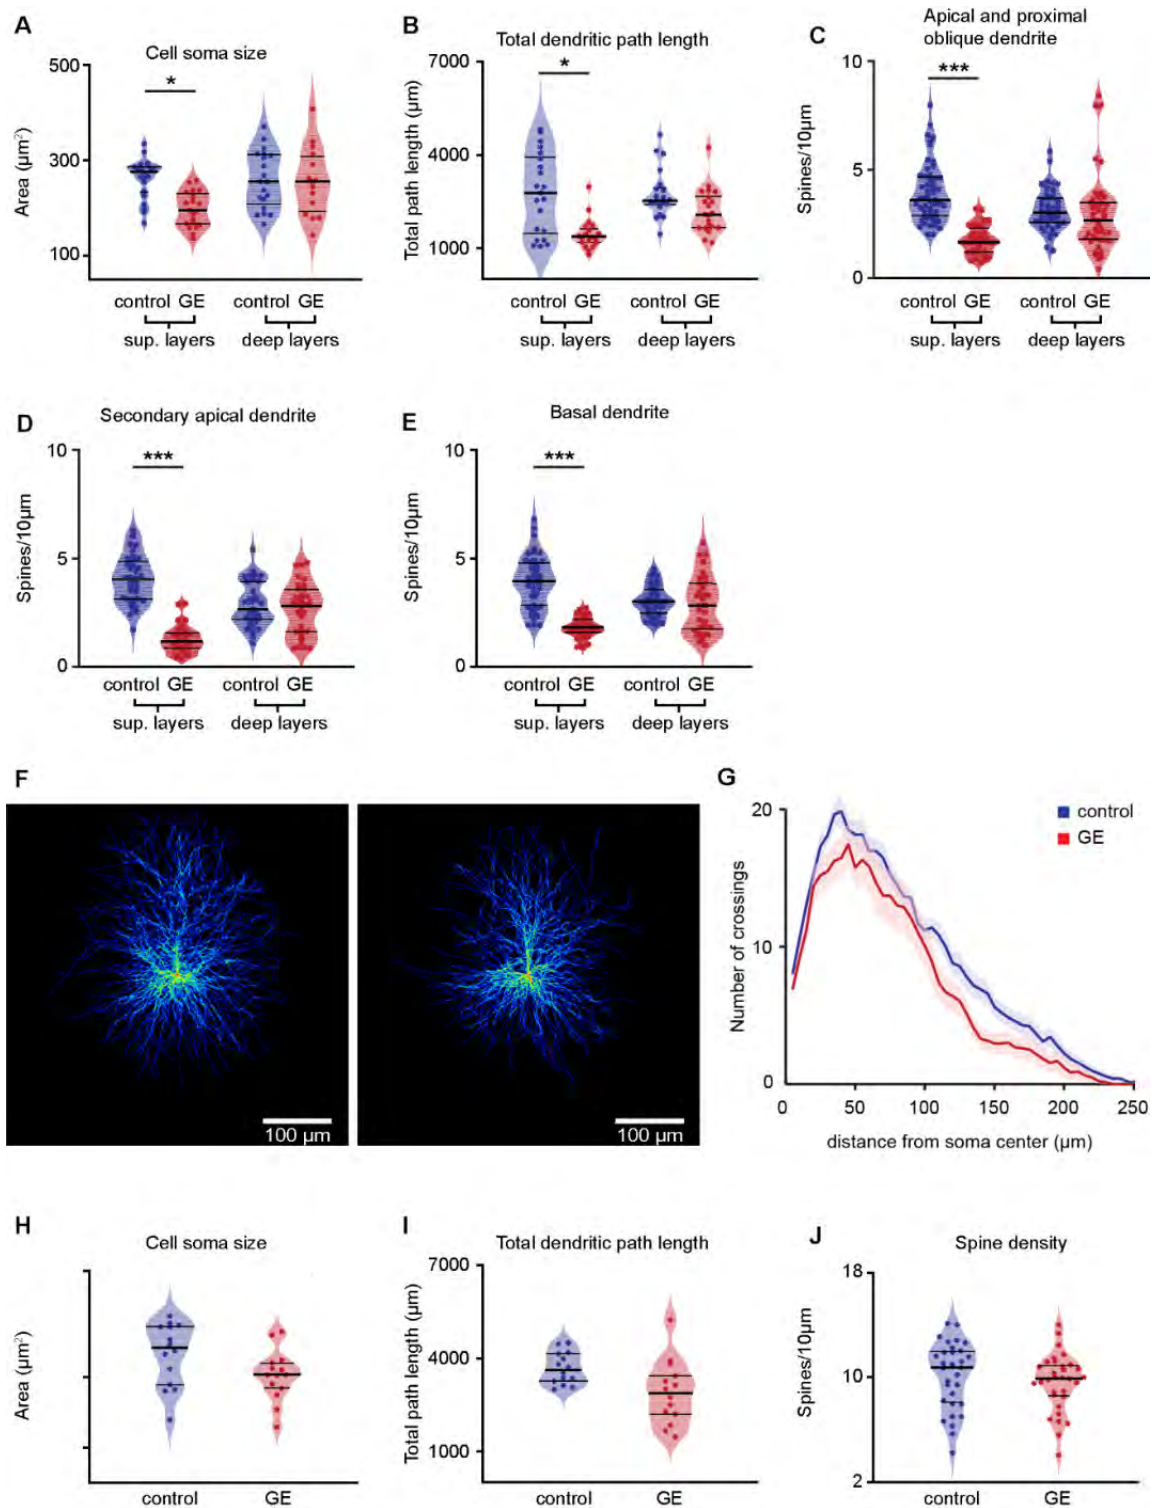 A
Cell soma size
500
300
100
Area (µm²)
*
control GE
control GE
sup. layers
deep layers
B
Total dendritic path length
7000
4000
1000
Total path length (µm)
*
control GE
control GE
sup. layers
deep layers
C
Apical and proximal
oblique dendrite
10
5
0
Spines/10µm
***
control GE
control GE
sup. layers
deep layers
D
Secondary apical dendrite
10
5
0
Spines/10µm
***
control GE
control GE
sup. layers
deep layers
E
Basal dendrite
10
5
0
Spines/10µm
***
control GE
control GE
sup. layers
deep layers
F
100 µm
100 µm
G
20
10
0
Number of crossings
control
GE
0 50 100 150 200 250
distance from soma center (µm)
H
Cell soma size
Area (µm²)
control GE
I
Total dendritic path length
7000
4000
1000
Total path length (µm)
control GE
J
Spine density
18
10
2
Spines/10µm
control GE